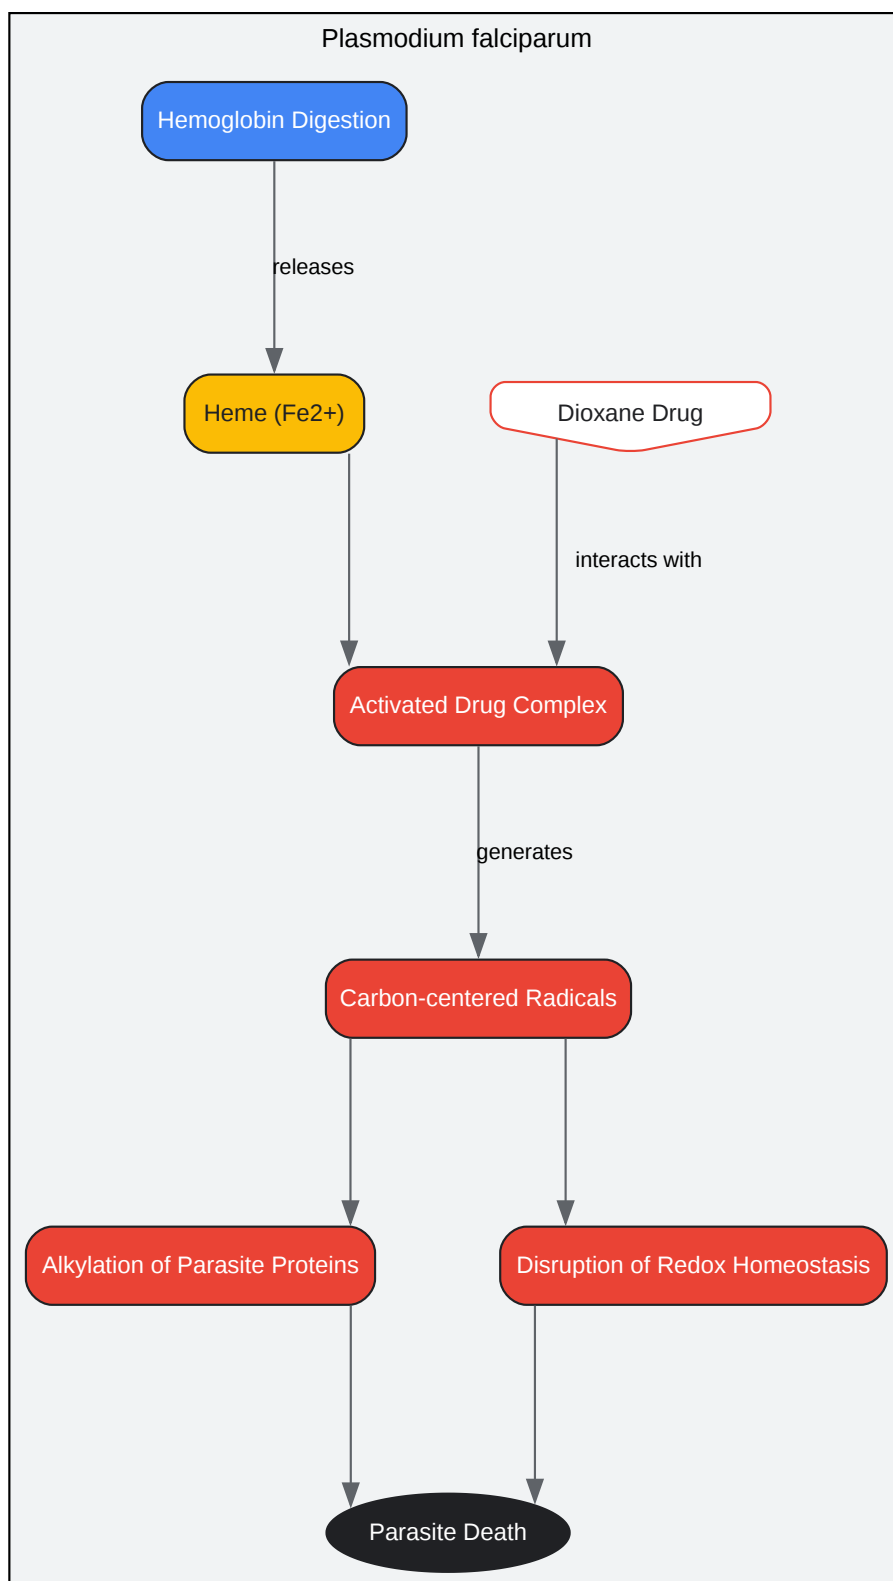 Plasmodium falciparum
Hemoglobin Digestion
releases
Heme (Fe2+)
Dioxane Drug
interacts with
Activated Drug Complex
generates
Carbon-centered Radicals
Alkylation of Parasite Proteins
Disruption of Redox Homeostasis
Parasite Death